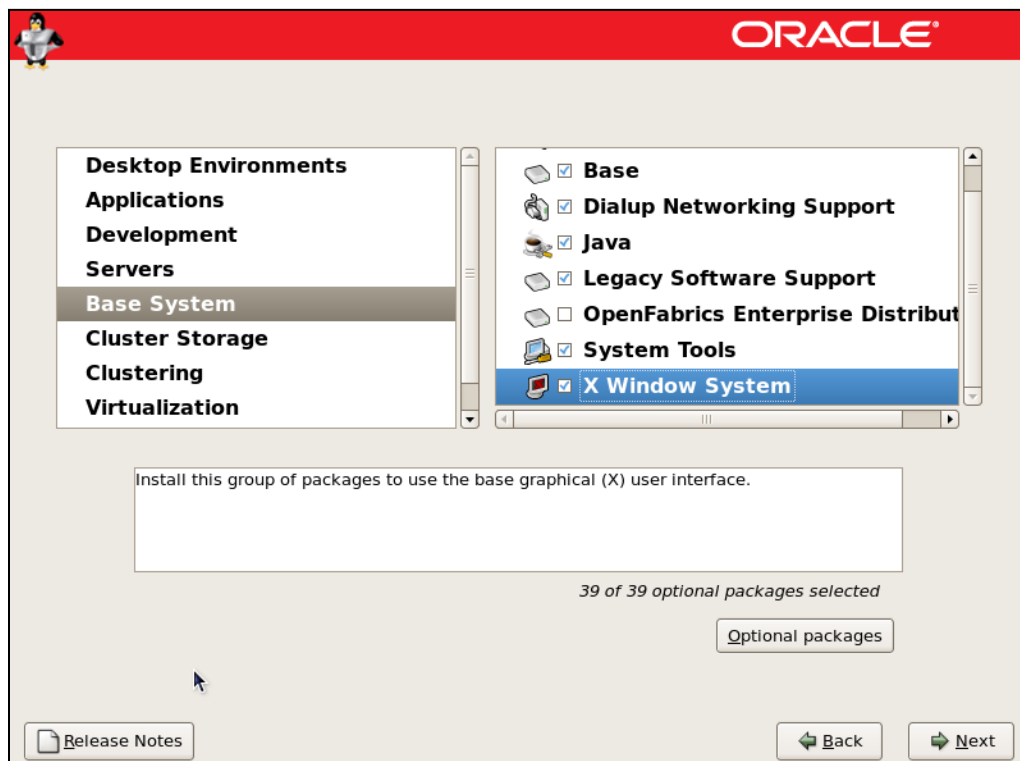 ORACLE®
Desktop Environments
Applications
Development
Servers
Base System
Cluster Storage
Clustering
Virtualization
Base
Dialup Networking Support
Java
Legacy Software Support
OpenFabrics Enterprise Distribut
System Tools
X Window System
Install this group of packages to use the base graphical (X) user interface.
39 of 39 optional packages selected
Optional packages
Release Notes
Back
Next